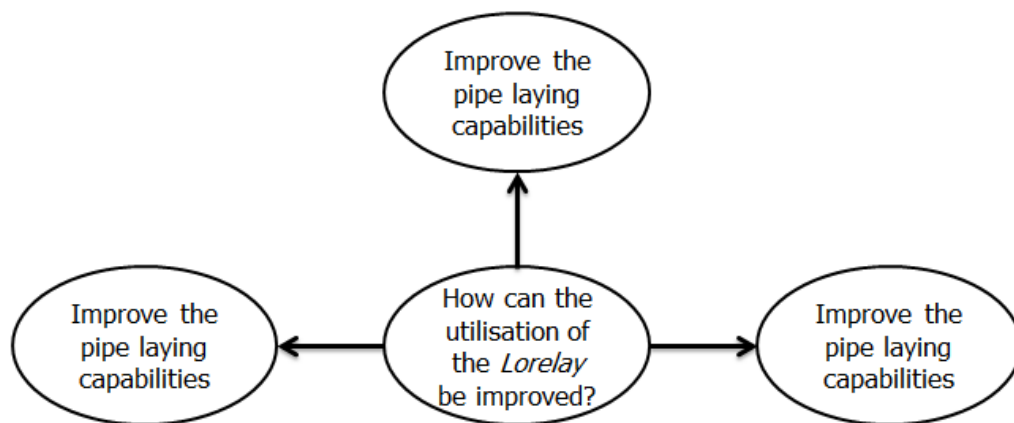 Improve the
pipe laying
capabilities
Improve the
pipe laying
capabilities
How can the
utilisation of
the Lorelay
be improved?
Improve the
pipe laying
capabilities